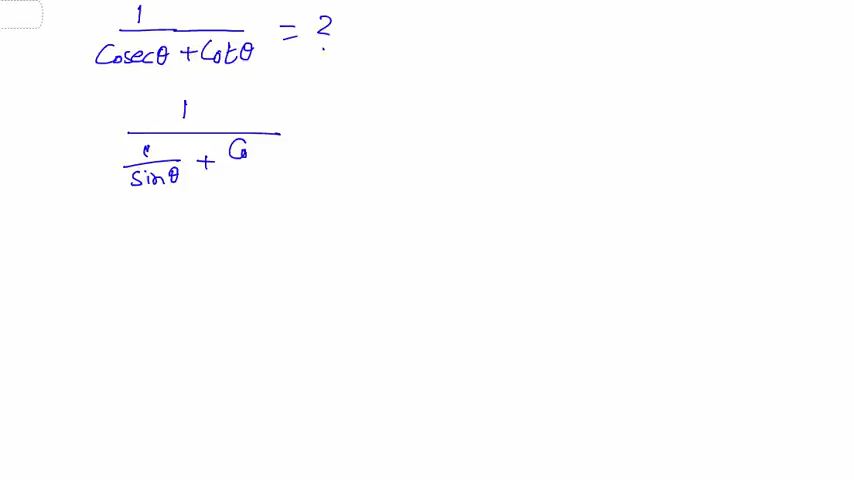 1/(Cosecθ + Cotθ) = ?
1/(1/sinθ + Co